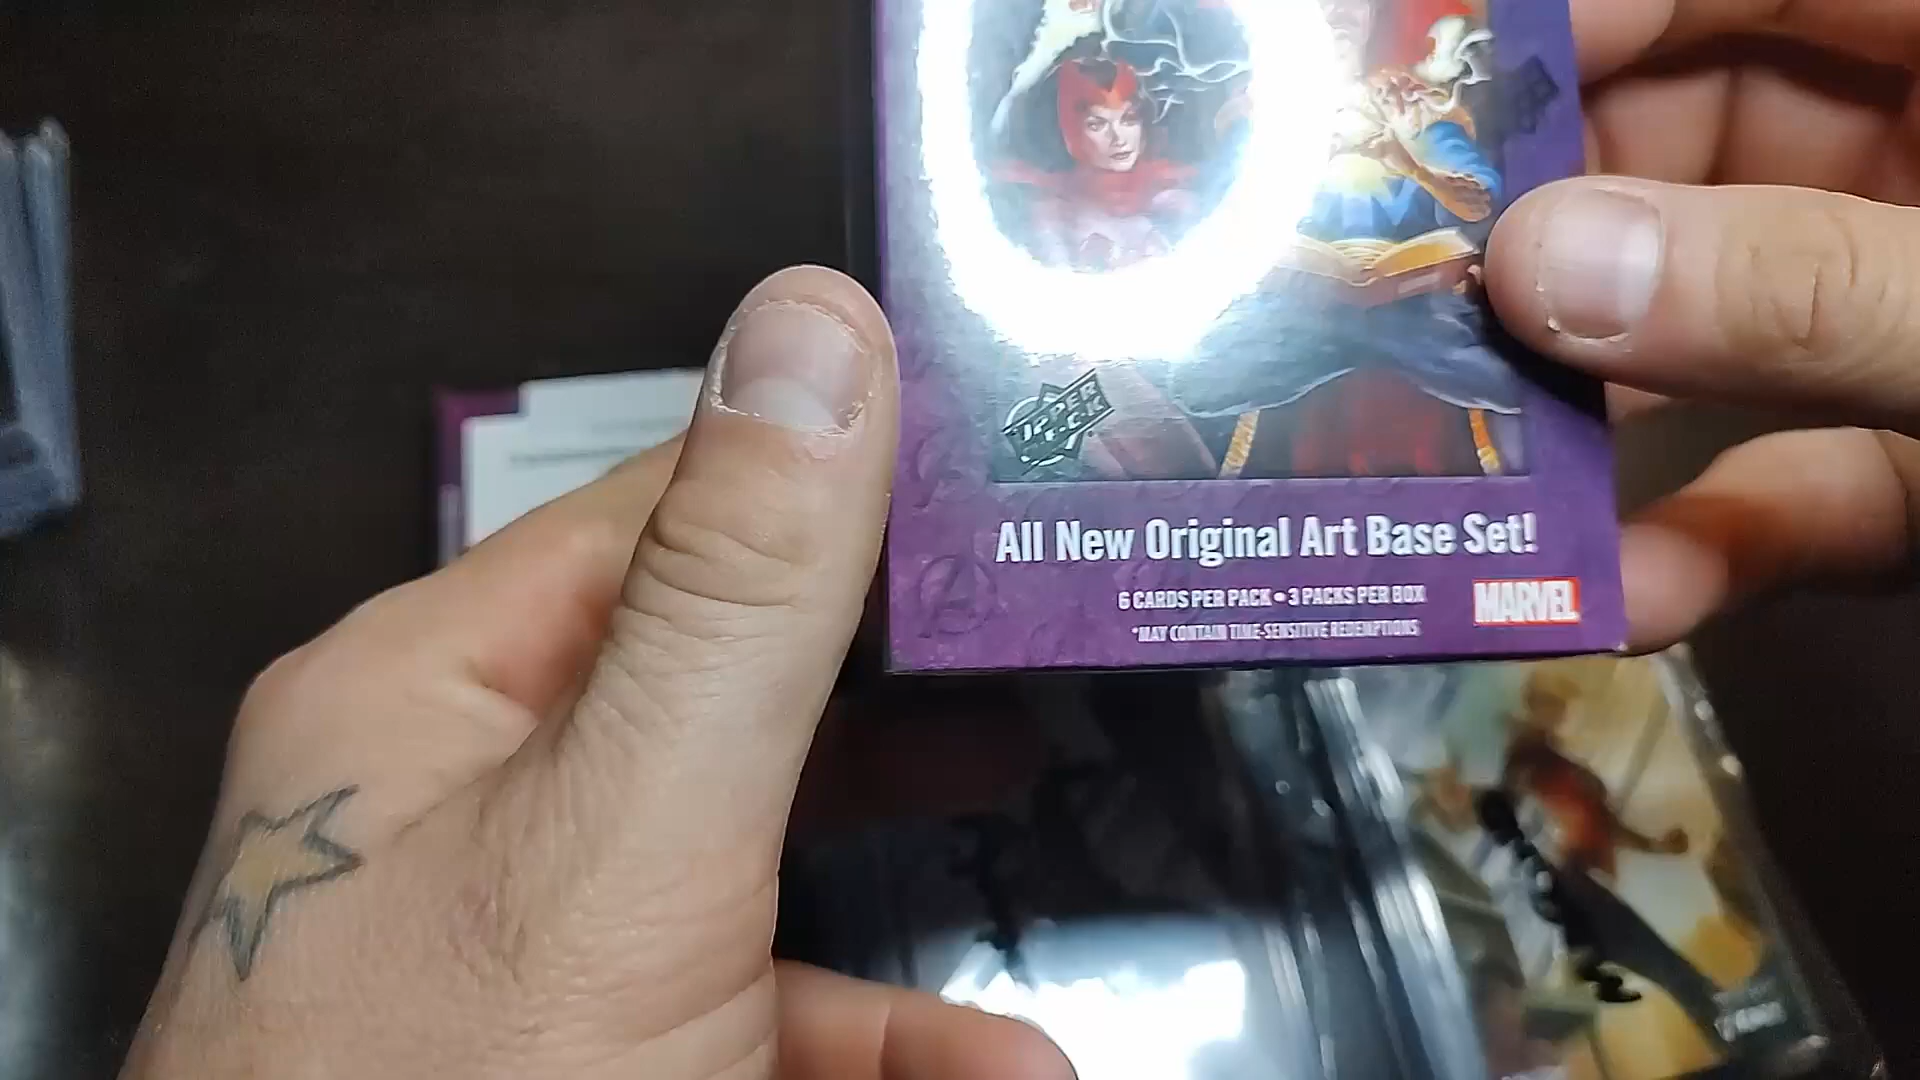 UPPER
DECK
All New Original Art Base Set!
6 CARDS PER PACK • 3 PACKS PER BOX
MARVEL
*MAY CONTAIN TIME-SENSITIVE REDEMPTIONS